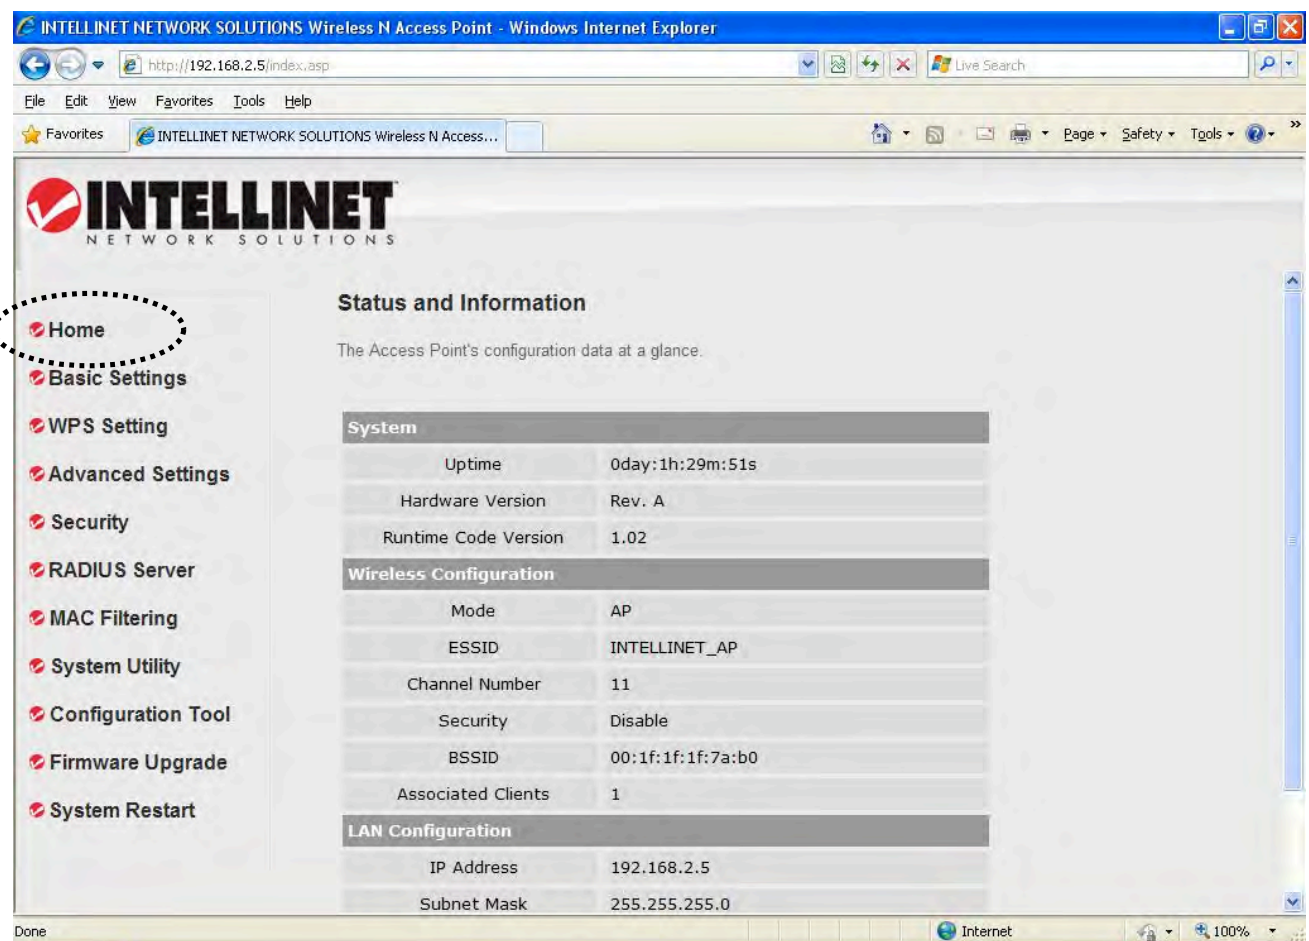 INTELLINET NETWORK SOLUTIONS Wireless N Access Point - Windows Internet Explorer
http://192.168.2.5/index.asp
Live Search
File Edit View Favorites Tools Help
Favorites
INTELLINET NETWORK SOLUTIONS Wireless N Access...
Page Safety Tools
INTELLINET
NETWORK SOLUTIONS
Home
Basic Settings
WPS Setting
Advanced Settings
Security
RADIUS Server
MAC Filtering
System Utility
Configuration Tool
Firmware Upgrade
System Restart
Status and Information
The Access Point's configuration data at a glance.
System
Uptime 0day:1h:29m:51s
Hardware Version Rev. A
Runtime Code Version 1.02
Wireless Configuration
Mode AP
ESSID INTELLINET_AP
Channel Number 11
Security Disable
BSSID 00:1f:1f:1f:7a:b0
Associated Clients 1
LAN Configuration
IP Address 192.168.2.5
Subnet Mask 255.255.255.0
Done
Internet
100%